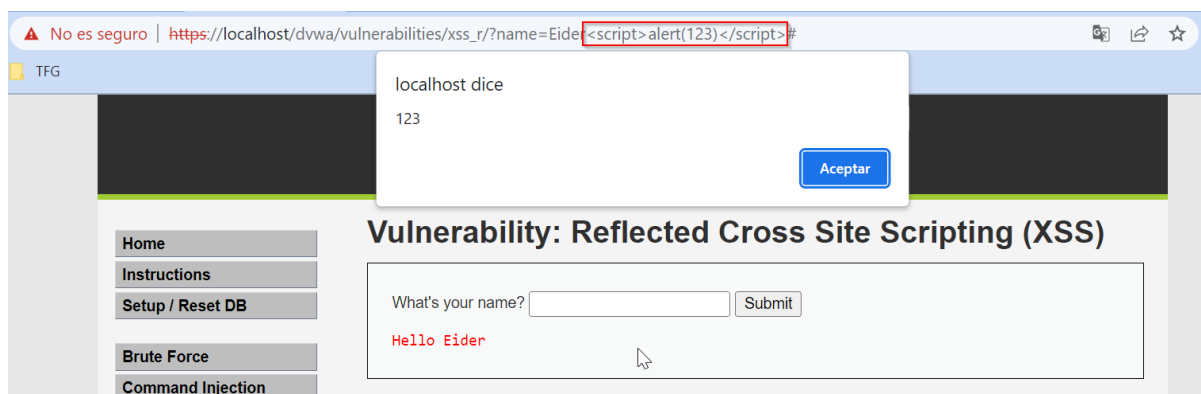 No es seguro | https://localhost/dvwa/vulnerabilities/xss_r/?name=Eider<script>alert(123)</script>#
TFG
localhost dice
123
Aceptar
Vulnerability: Reflected Cross Site Scripting (XSS)
Home
Instructions
Setup / Reset DB
What's your name? Submit
Hello Eider
Brute Force
Command Injection